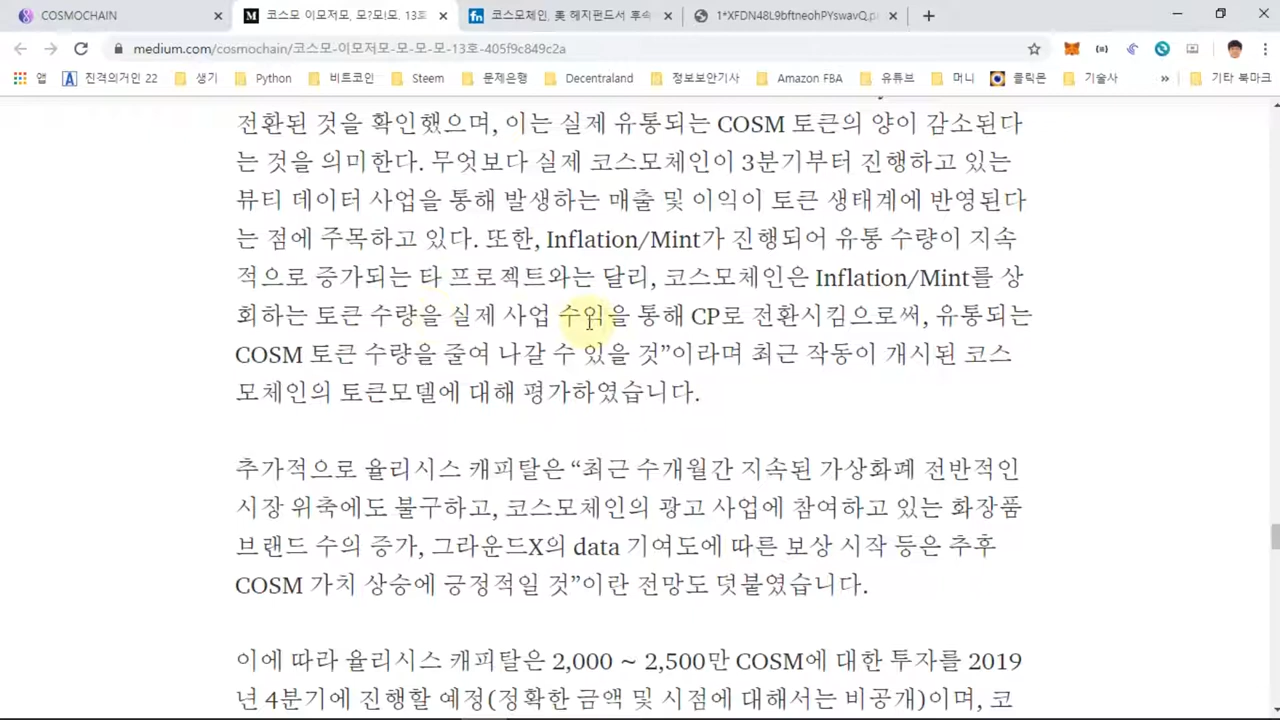 COSMOCHAIN
코스모 이모저모, 모?모!모. 13호
코스모체인, 美 헤지펀드서 후속
1*XFDN48L9bftneohPYswavQ.p
medium.com/cosmochain/코스모-이모저모-모-모-모-13호-405f9c849c2a
앱
진격의거인 22
생기
Python
비트코인
Steem
문제은행
Decentraland
정보보안기사
Amazon FBA
유튜브
머니
콜릭몬
기술사
»
기타 북마크
전환된 것을 확인했으며, 이는 실제 유통되는 COSM 토큰의 양이 감소된다
는 것을 의미한다. 무엇보다 실제 코스모체인이 3분기부터 진행하고 있는
뷰티 데이터 사업을 통해 발생하는 매출 및 이익이 토큰 생태계에 반영된다
는 점에 주목하고 있다. 또한, Inflation/Mint가 진행되어 유통 수량이 지속
적으로 증가되는 타 프로젝트와는 달리, 코스모체인은 Inflation/Mint를 상
회하는 토큰 수량을 실제 사업 수익을 통해 CP로 전환시킴으로써, 유통되는
COSM 토큰 수량을 줄여 나갈 수 있을 것”이라며 최근 작동이 개시된 코스
모체인의 토큰모델에 대해 평가하였습니다.
추가적으로 율리시스 캐피탈은 “최근 수개월간 지속된 가상화폐 전반적인
시장 위축에도 불구하고, 코스모체인의 광고 사업에 참여하고 있는 화장품
브랜드 수의 증가, 그라운드X의 data 기여도에 따른 보상 시작 등은 추후
COSM 가치 상승에 긍정적일 것”이란 전망도 덧붙였습니다.
이에 따라 율리시스 캐피탈은 2,000 ~ 2,500만 COSM에 대한 투자를 2019
년 4분기에 진행할 예정(정확한 금액 및 시점에 대해서는 비공개)이며, 코